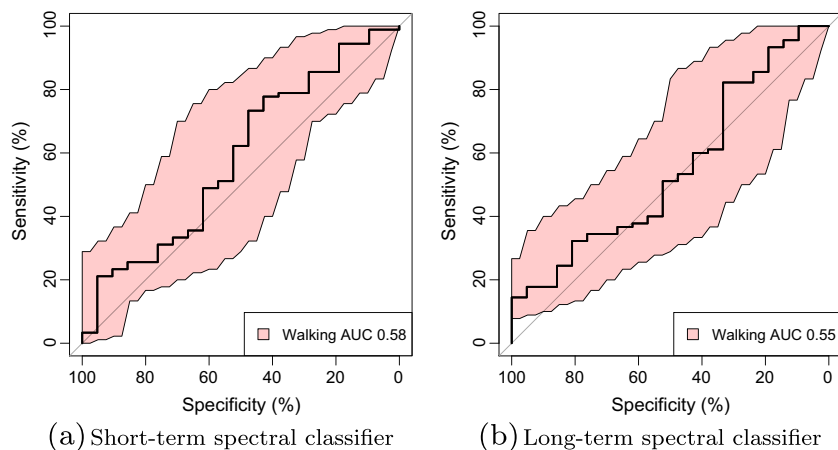 Sensitivity (%)
100
80
60
40
20
0
Walking AUC 0.58
100 80 60 40 20 0
Specificity (%)
(a) Short-term spectral classifier
Sensitivity (%)
100
80
60
40
20
0
Walking AUC 0.55
100 80 60 40 20 0
Specificity (%)
(b) Long-term spectral classifier